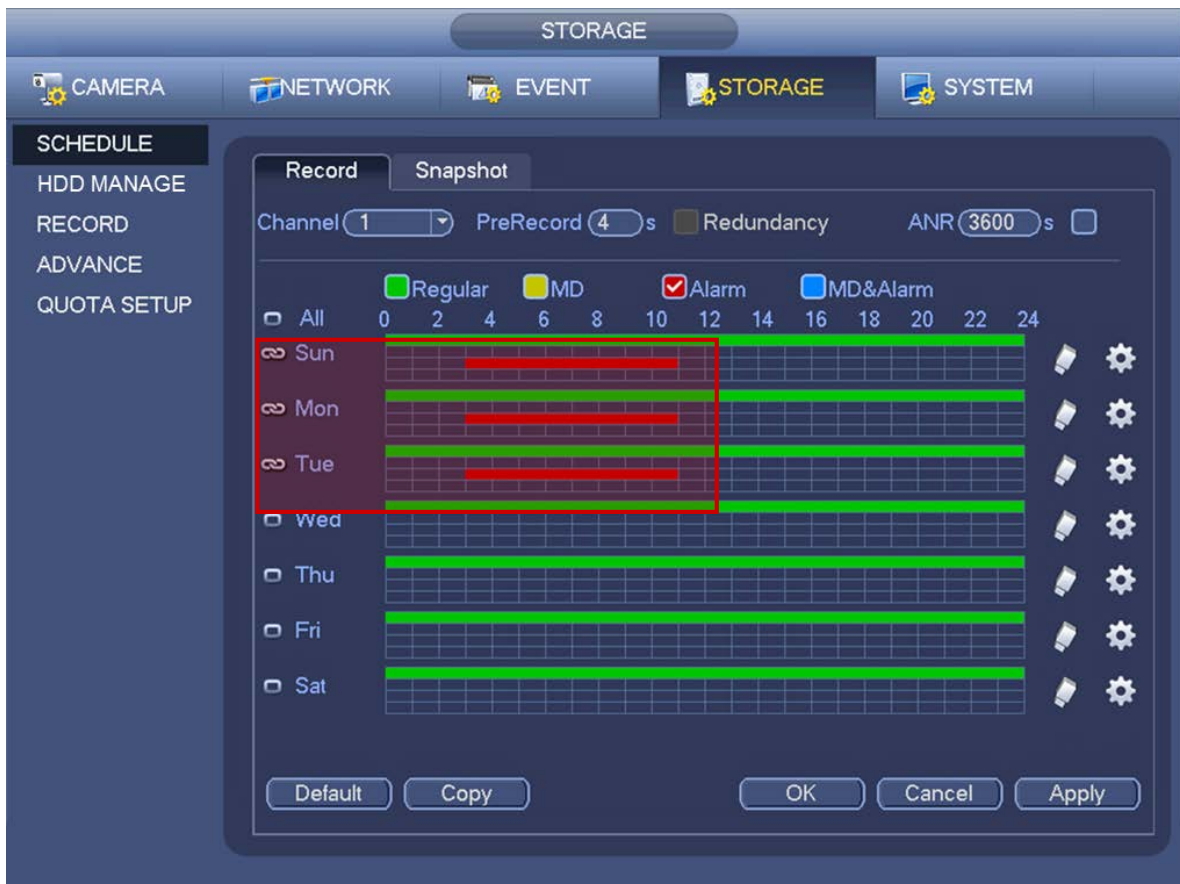 STORAGE
CAMERA NETWORK EVENT STORAGE SYSTEM
SCHEDULE
HDD MANAGE
RECORD
ADVANCE
QUOTA SETUP
Record Snapshot
Channel 1 PreRecord 4 s Redundancy ANR 3600 s
Regular MD Alarm MD&Alarm
All 0 2 4 6 8 10 12 14 16 18 20 22 24
Sun
Mon
Tue
Wed
Thu
Fri
Sat
Default Copy OK Cancel Apply